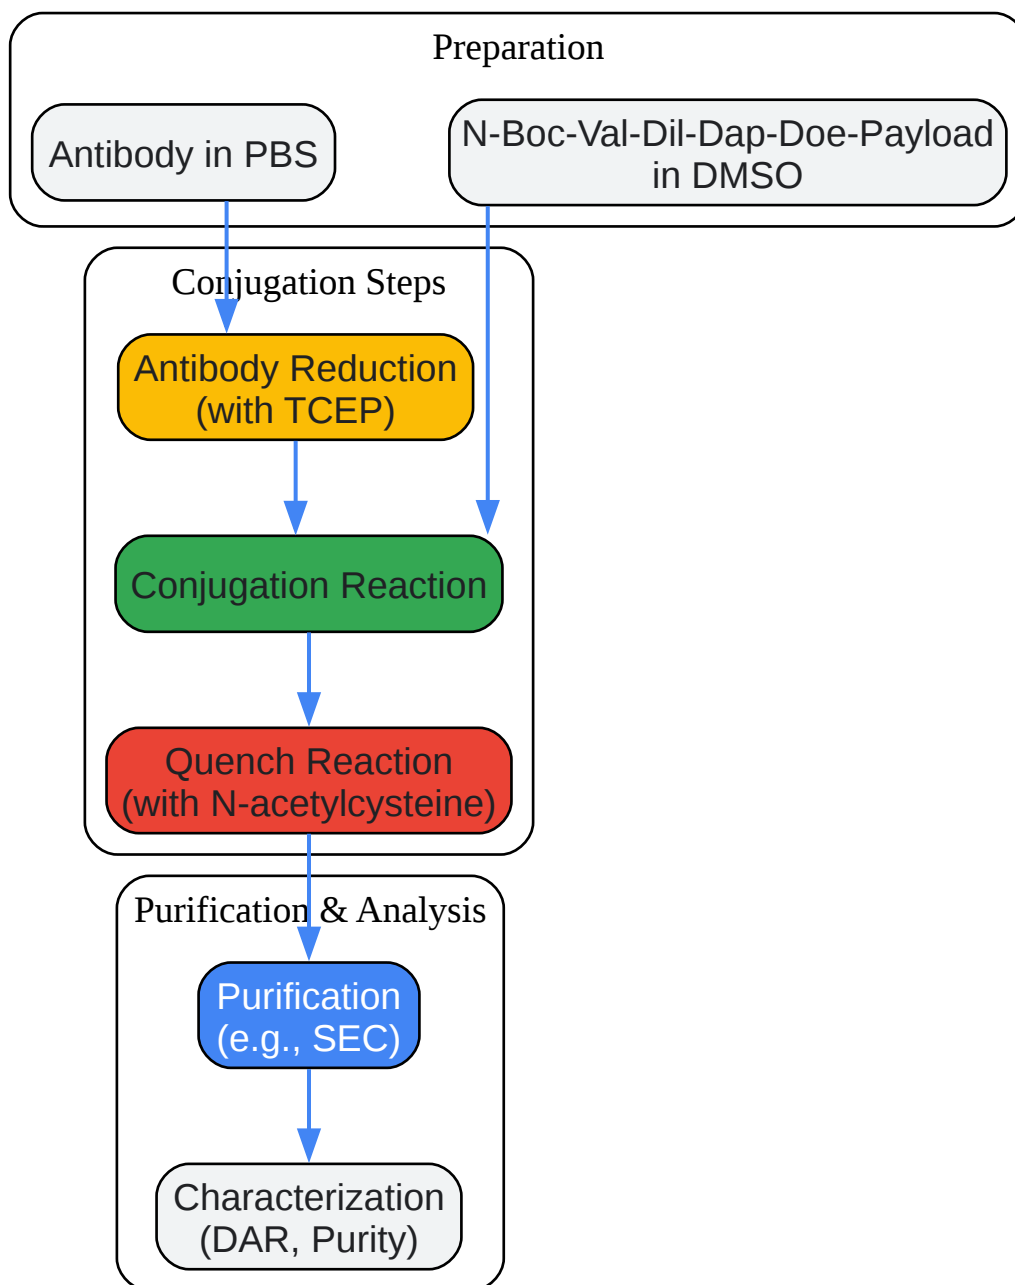 Preparation
Antibody in PBS
N-Boc-Val-Dil-Dap-Doe-Payload
in DMSO
Conjugation Steps
Antibody Reduction
(with TCEP)
Conjugation Reaction
Quench Reaction
(with N-acetylcysteine)
Purification & Analysis
Purification
(e.g., SEC)
Characterization
(DAR, Purity)